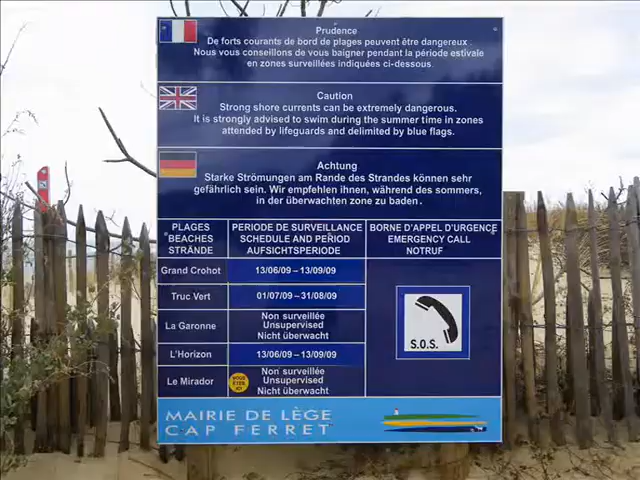 Prudence
De forts courants de bord de plages peuvent être dangereux.
Nous vous conseillons de vous baigner pendant la période estivale
en zones surveillées indiquées ci-dessous.
Caution
Strong shore currents can be extremely dangerous.
It is strongly advised to swim during the summer time in zones
attended by lifeguards and delimited by blue flags.
Achtung
Starke Strömungen am Rande des Strandes können sehr
gefährlich sein. Wir empfehlen ihnen, während des sommers,
in der überwachten zone zu baden.
PLAGES
BEACHES
STRÄNDE
PERIODE DE SURVEILLANCE
SCHEDULE AND PERIOD
AUFSICHTSPERIODE
BORNE D'APPEL D'URGENCE
EMERGENCY CALL
NOTRUF
Grand Crohot
13/06/09 – 13/09/09
Truc Vert
01/07/09 – 31/08/09
La Garonne
Non surveillée
Unsupervised
Nicht überwacht
L'Horizon
13/06/09 – 13/09/09
Le Mirador
VOUS
ETES
ICI
Non surveillée
Unsupervised
Nicht überwacht
S.O.S.
MAIRIE DE LÈGE
CAP FERRET